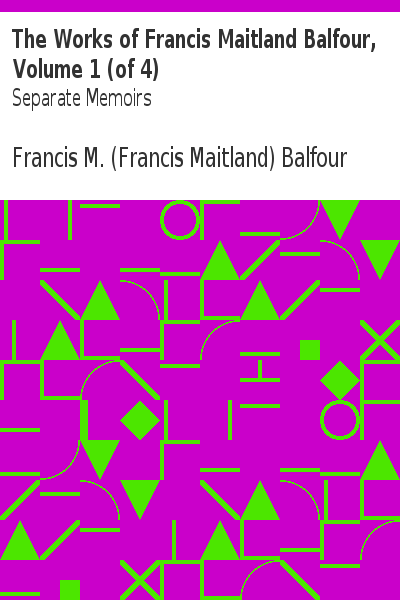 The Works of Francis Maitland Balfour,
Volume 1 (of 4)
Separate Memoirs
Francis M. (Francis Maitland) Balfour